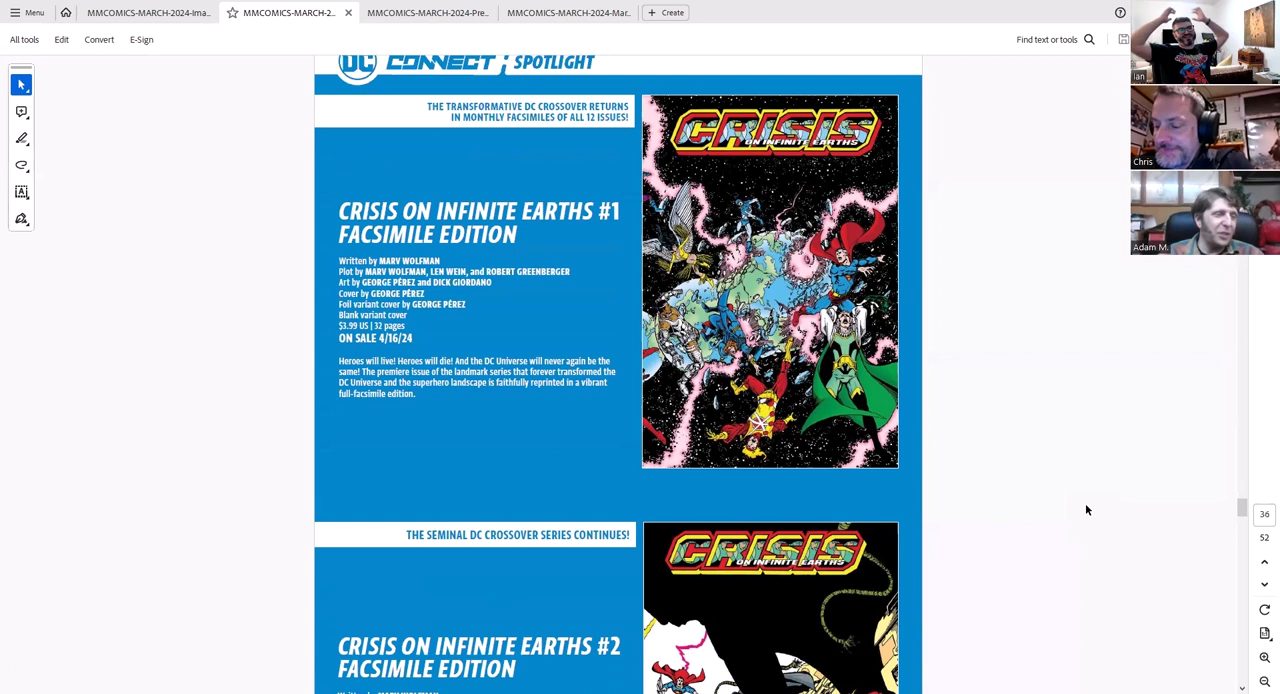 Menu
MMCOMICS-MARCH-2024-Ima...
MMCOMICS-MARCH-2...
MMCOMICS-MARCH-2024-Pre...
MMCOMICS-MARCH-2024-Mar...
Create
All tools
Edit
Convert
E-Sign
Find text or tools
Ian
Chris
Adam M.
DC CONNECT; SPOTLIGHT
THE TRANSFORMATIVE DC CROSSOVER RETURNS
IN MONTHLY FACSIMILES OF ALL 12 ISSUES!
CRISIS
ON INFINITE EARTHS
CRISIS ON INFINITE EARTHS #1
FACSIMILE EDITION
Written by MARV WOLFMAN
Plot by MARV WOLFMAN, LEN WEIN, and ROBERT GREENBERGER
Art by GEORGE PÉREZ and DICK GIORDANO
Cover by GEORGE PÉREZ
Foil variant cover by GEORGE PÉREZ
Blank variant cover
$3.99 US | 32 pages
ON SALE 4/16/24
Heroes will live! Heroes will die! And the DC Universe will never again be the
same! The premiere issue of the landmark series that forever transformed the
DC Universe and the superhero landscape is faithfully reprinted in a vibrant
full-facsimile edition.
THE SEMINAL DC CROSSOVER SERIES CONTINUES!
CRISIS
ON INFINITE EARTHS
CRISIS ON INFINITE EARTHS #2
FACSIMILE EDITION
Written by MARV WOLFMAN
36
52